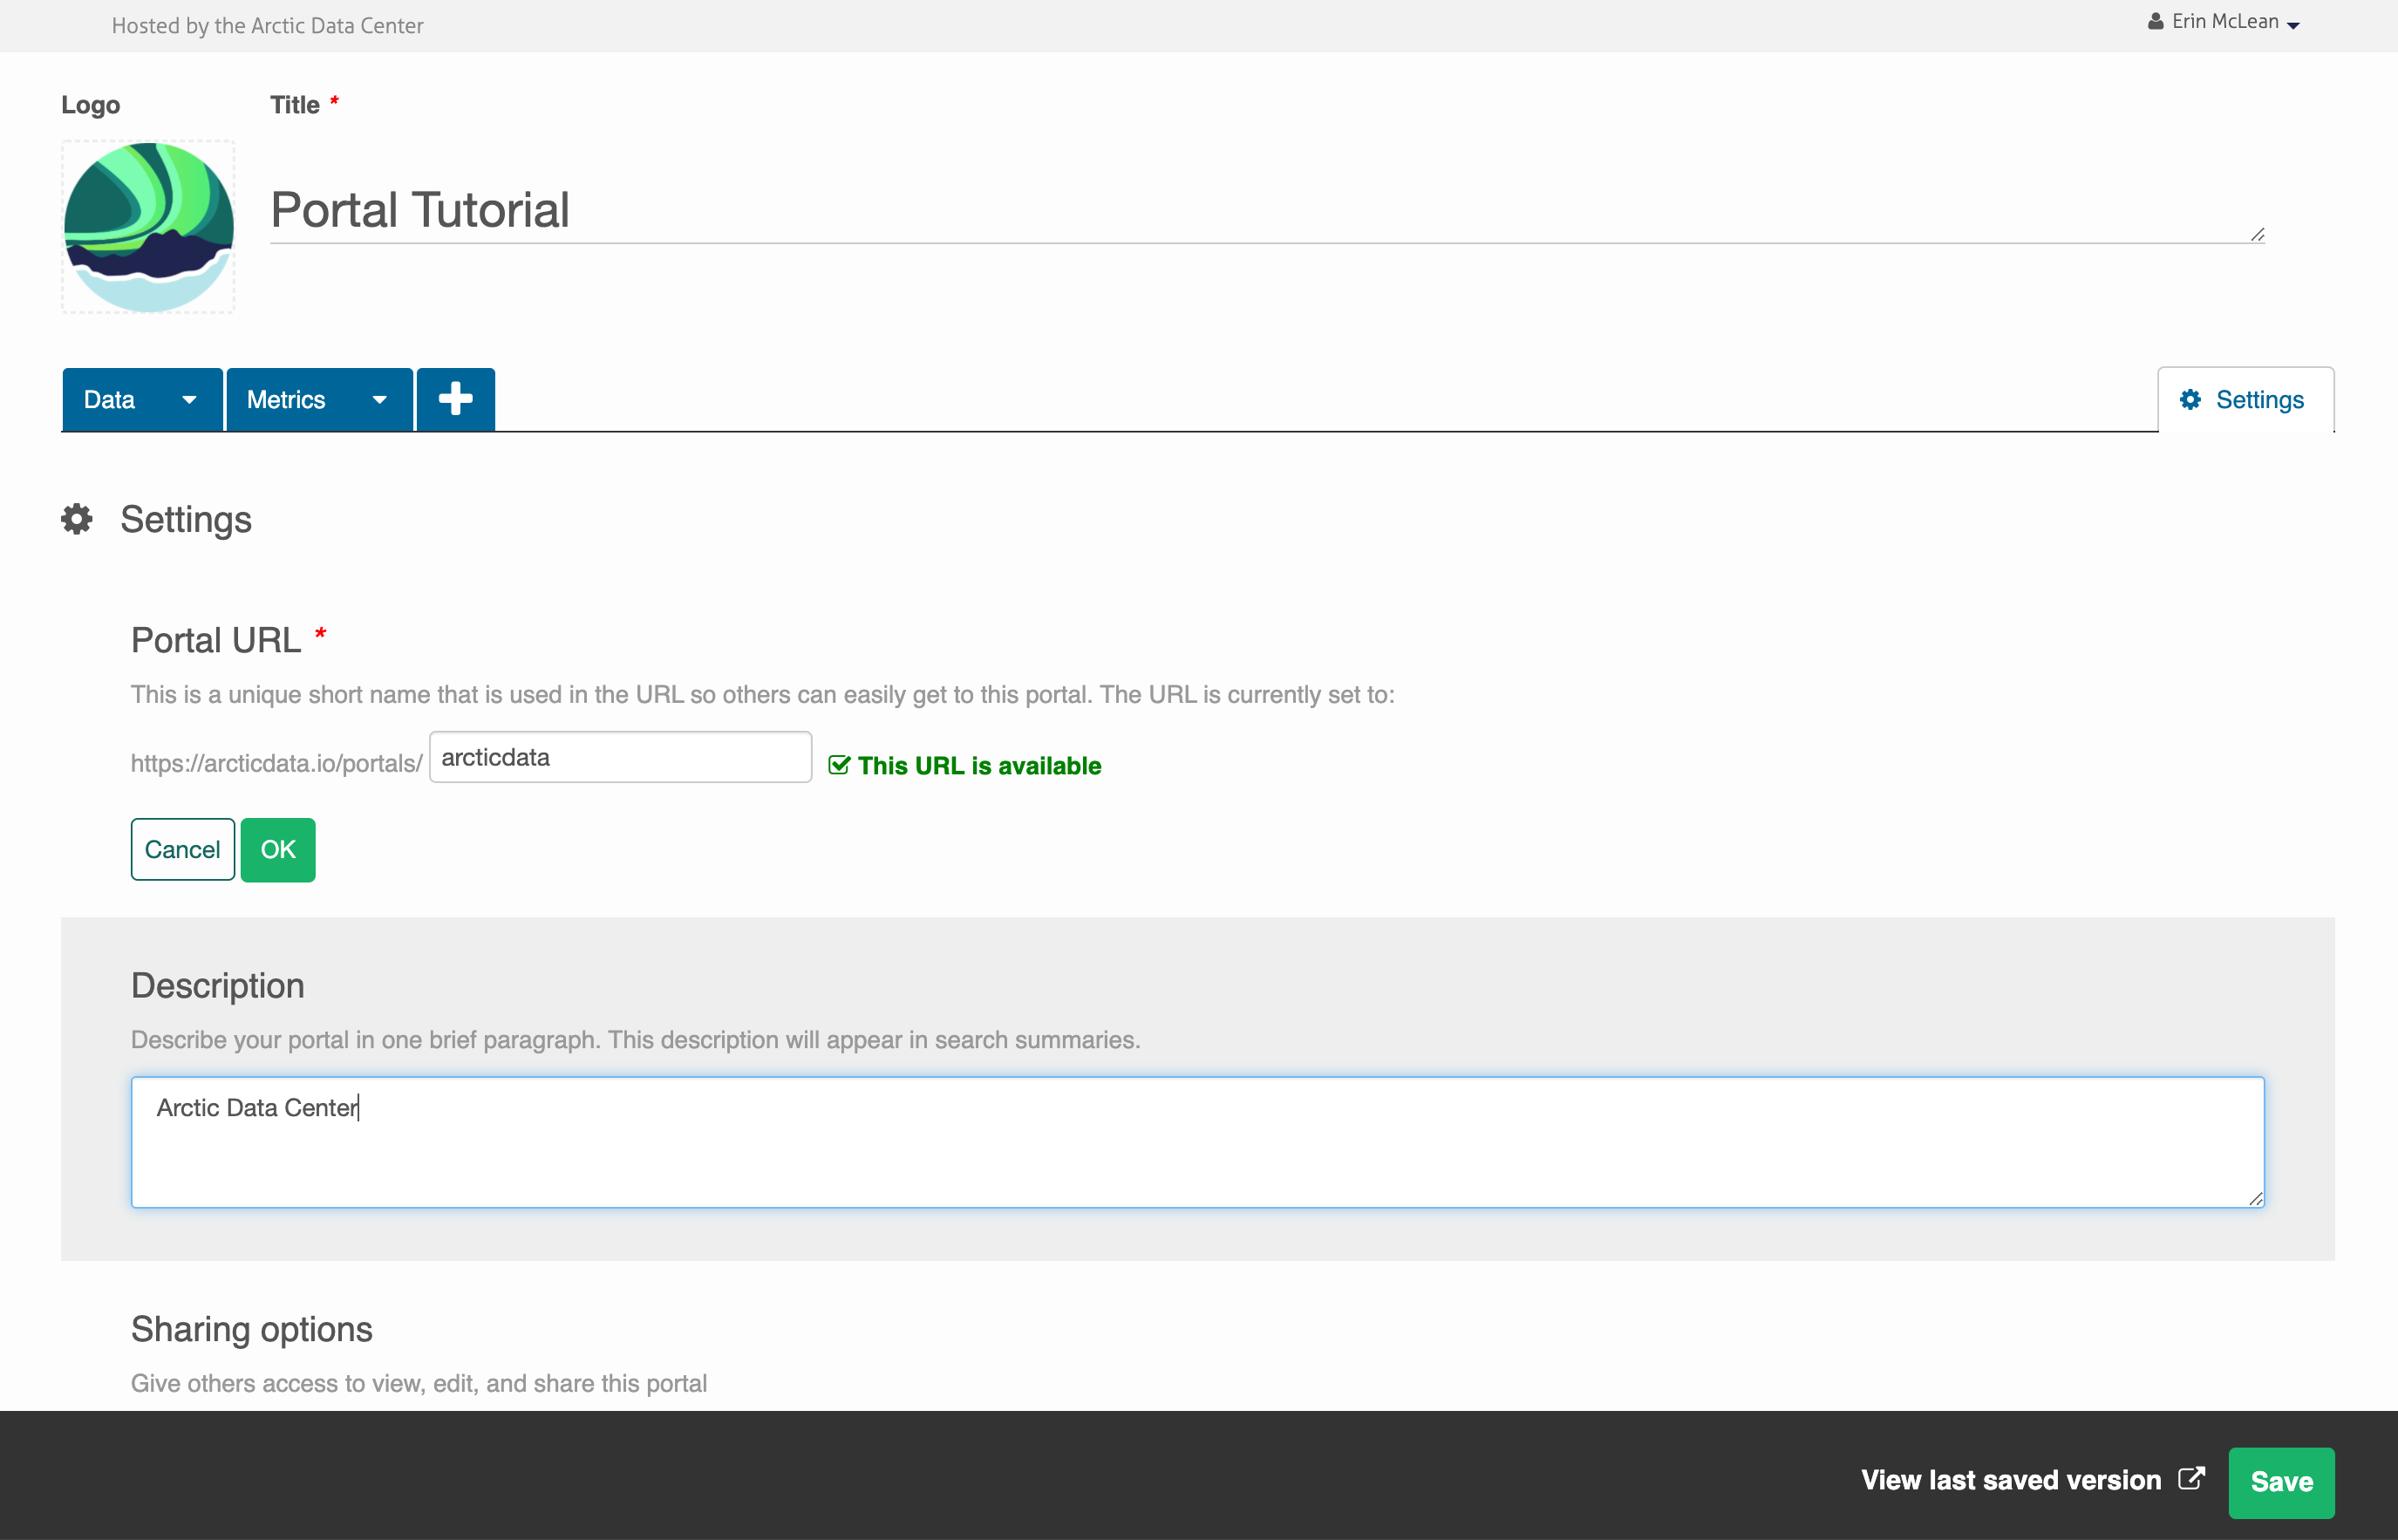 Hosted by the Arctic Data Center
Erin McLean
Logo
Title *
Portal Tutorial
Data
Metrics
Settings
Settings
Portal URL *
This is a unique short name that is used in the URL so others can easily get to this portal. The URL is currently set to:
https://arcticdata.io/portals/ arcticdata This URL is available
Cancel OK
Description
Describe your portal in one brief paragraph. This description will appear in search summaries.
Arctic Data Center
Sharing options
Give others access to view, edit, and share this portal
View last saved version
Save